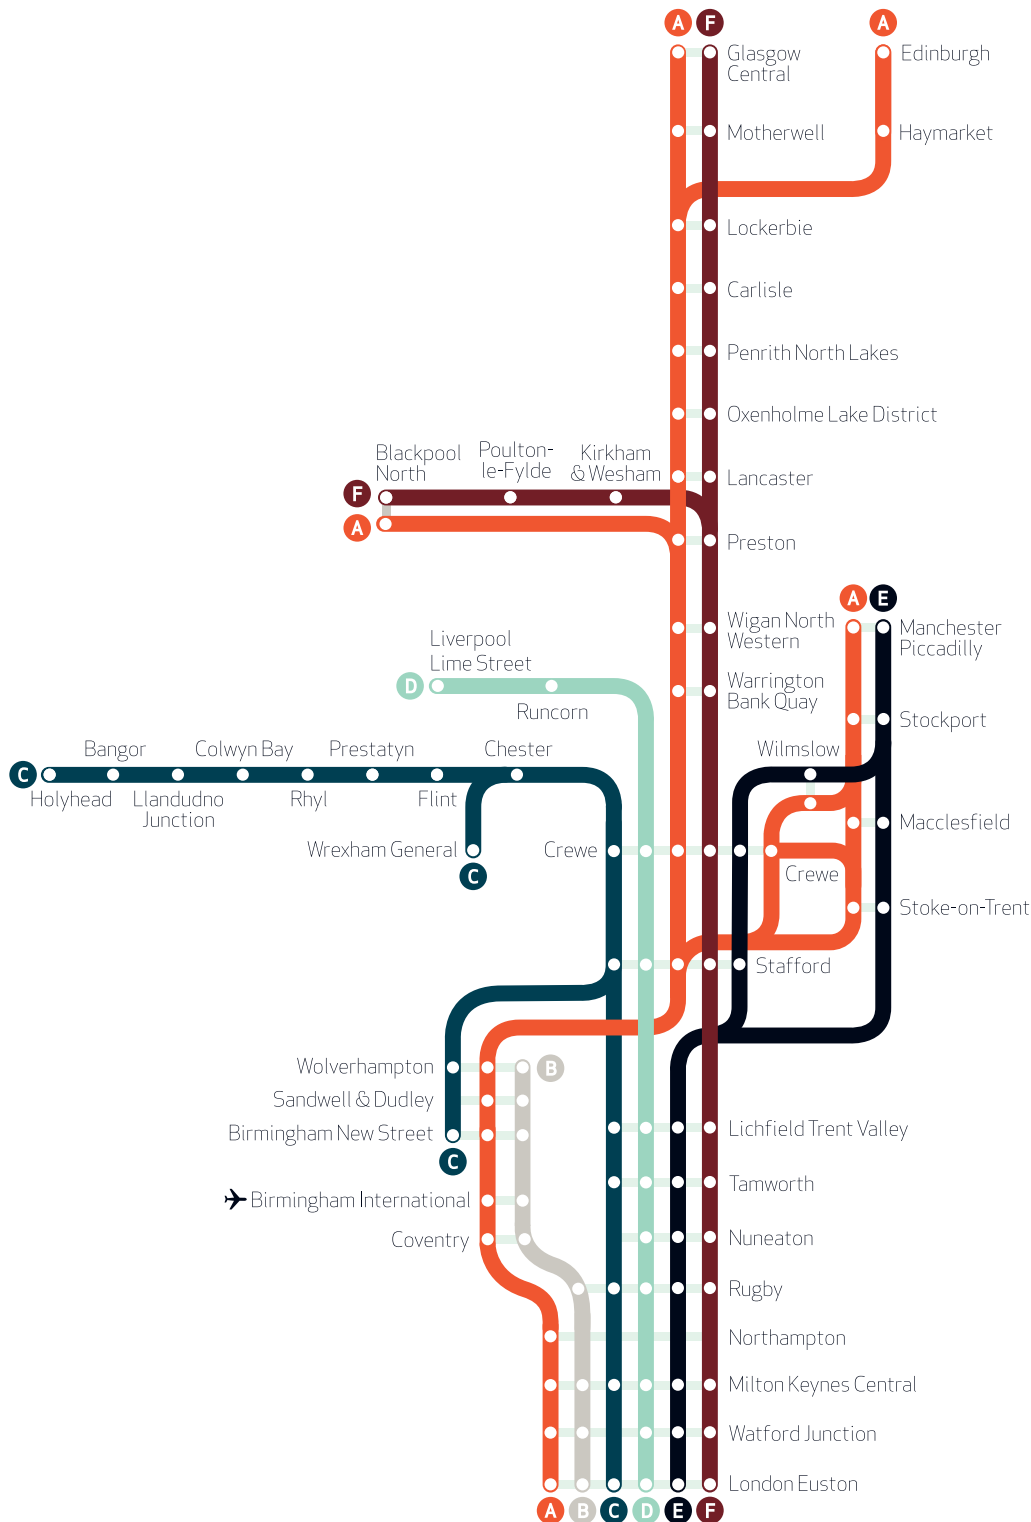 A
F
A
Glasgow
Central
Edinburgh
Motherwell
Haymarket
Lockerbie
Carlisle
Penrith North Lakes
Oxenholme Lake District
Blackpool
North
Poulton-
le-Fylde
Kirkham
& Wesham
Lancaster
F
A
Preston
A
E
Wigan North
Western
Manchester
Piccadilly
Liverpool
Lime Street
D
Runcorn
Warrington
Bank Quay
Stockport
Bangor
Colwyn Bay
Prestatyn
Chester
Wilmslow
C
Holyhead
Llandudno
Junction
Rhyl
Flint
Macclesfield
Wrexham General
C
Crewe
Crewe
Stoke-on-Trent
Stafford
Wolverhampton
B
Sandwell & Dudley
Birmingham New Street
C
Lichfield Trent Valley
Tamworth
Birmingham International
Coventry
Nuneaton
Rugby
Northampton
Milton Keynes Central
Watford Junction
London Euston
A
B
C
D
E
F